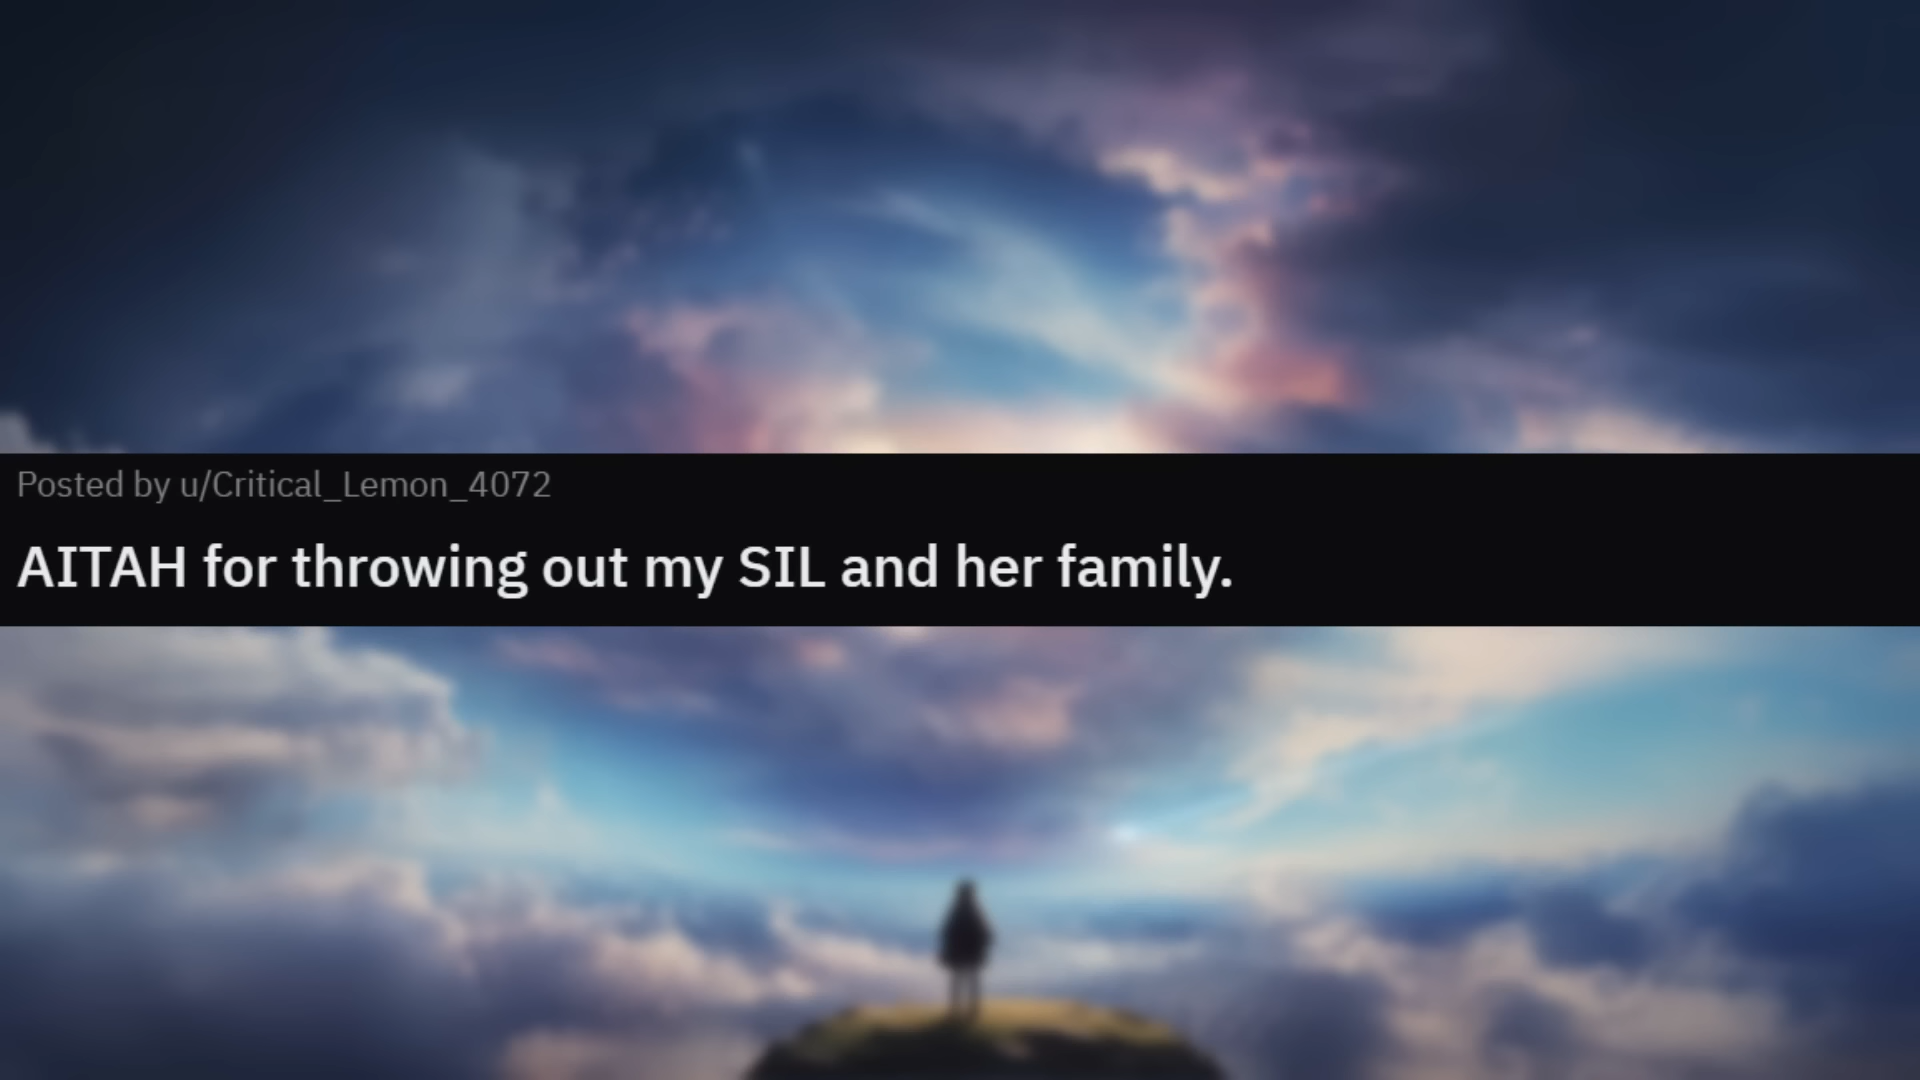 Posted by u/Critical_Lemon_4072
AITAH for throwing out my SIL and her family.